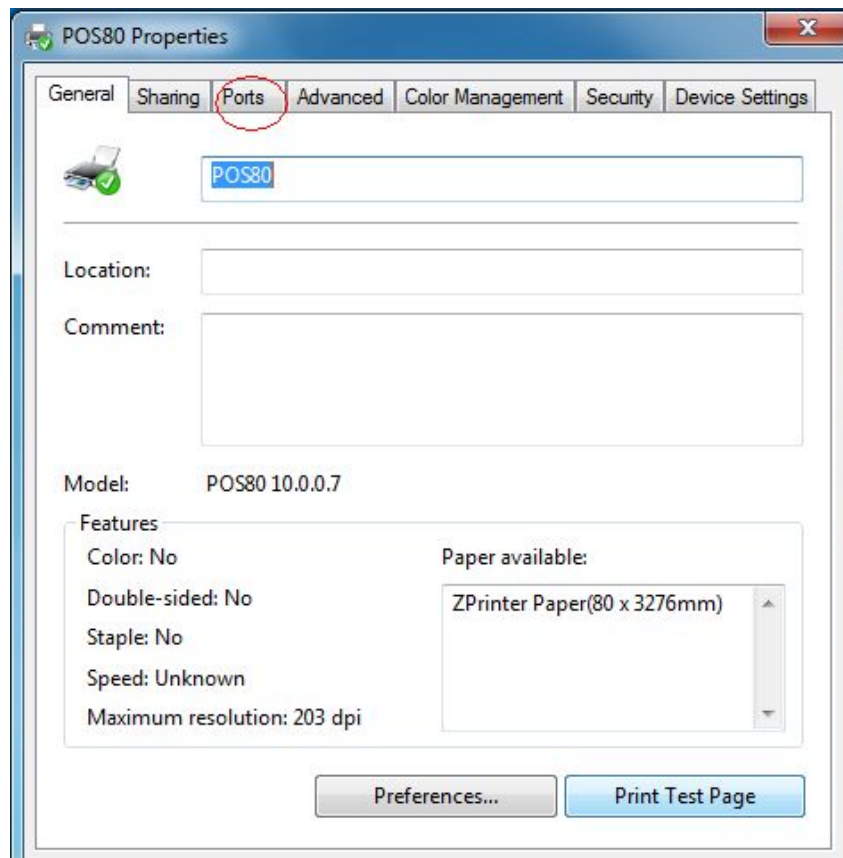 POS80 Properties
General Sharing Ports Advanced Color Management Security Device Settings
POS80
Location:
Comment:
Model: POS80 10.0.0.7
Features
Color: No
Paper available:
Double-sided: No
ZPrinter Paper(80 x 3276mm)
Staple: No
Speed: Unknown
Maximum resolution: 203 dpi
Preferences... Print Test Page